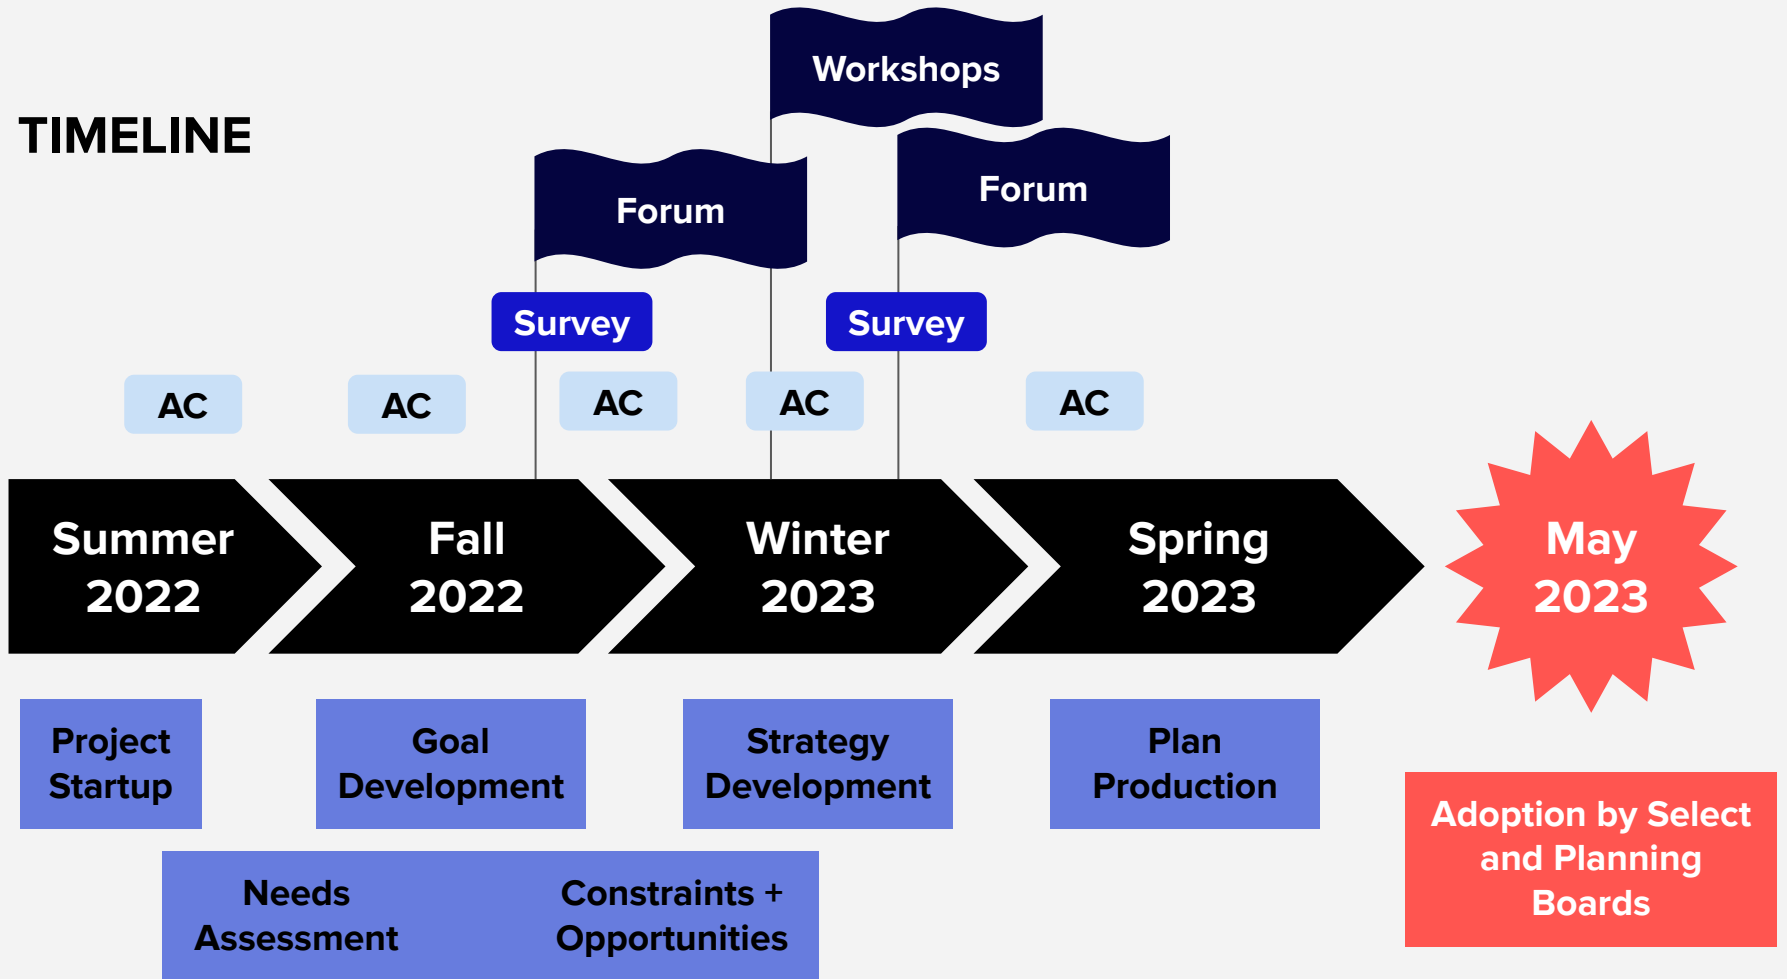 TIMELINE
Workshops
Forum
Forum
Survey
Survey
AC
AC
AC
AC
AC
Summer
2022
Fall
2022
Winter
2023
Spring
2023
May
2023
Project
Startup
Goal
Development
Strategy
Development
Plan
Production
Adoption by Select
and Planning
Boards
Needs
Assessment
Constraints +
Opportunities